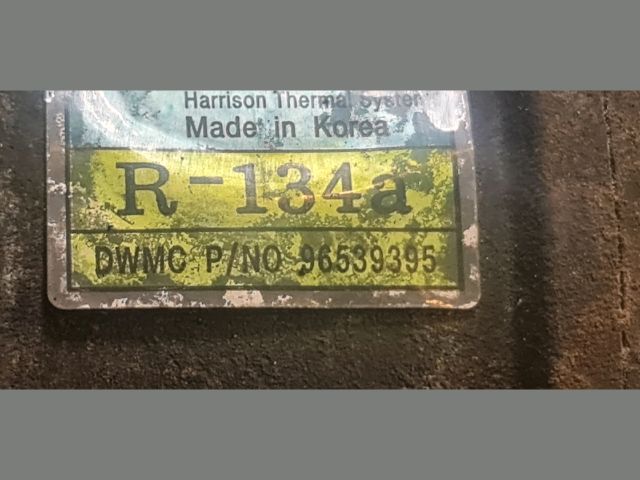 Harrison Thermal System
Made in Korea
R-134a
DWMC P/NO 96539395